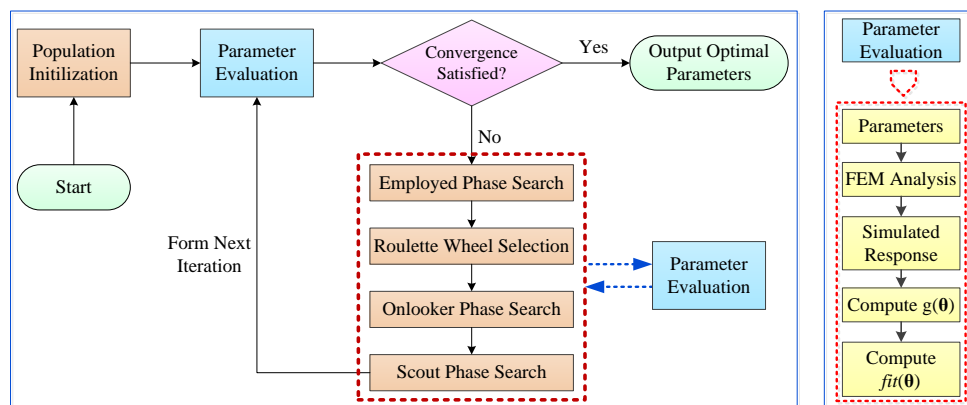 Population
Initilization
Parameter
Evaluation
Convergence
Satisfied?
Yes
Output Optimal
Parameters
No
Start
Employed Phase Search
Roulette Wheel Selection
Onlooker Phase Search
Scout Phase Search
Form Next
Iteration
Parameter
Evaluation
Parameter
Evaluation
Parameters
FEM Analysis
Simulated
Response
Compute g(θ)
Compute
fit(θ)